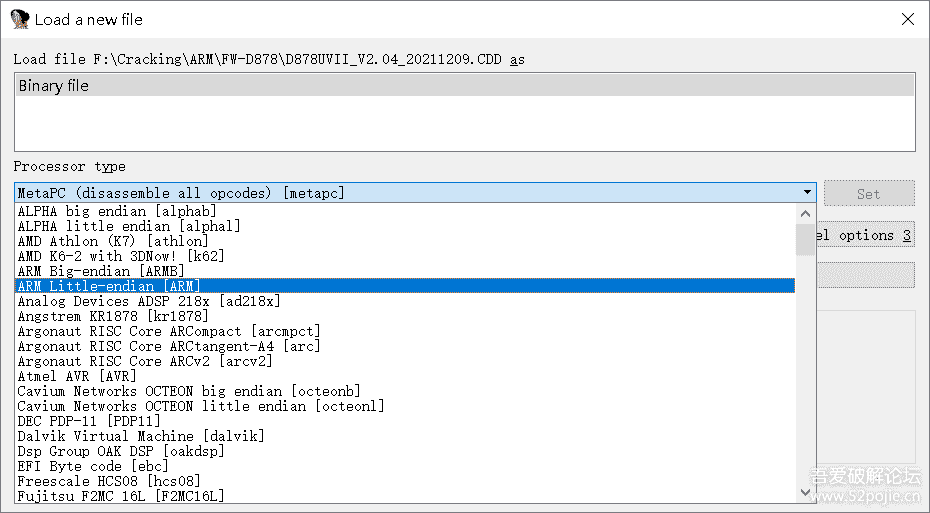 Load a new file
Load file F:\Cracking\ARM\FW-D878\D878UVII_V2.04_20211209.CDD as
Binary file
Processor type
MetaPC (disassemble all opcodes) [metapc]
Set
ALPHA big endian [alphab]
ALPHA little endian [alphal]
AMD Athlon (K7) [athlon]
el options 3
AMD K6-2 with 3DNow! [k62]
ARM Big-endian [ARMB]
ARM Little-endian [ARM]
Analog Devices ADSP 218x [ad218x]
Angstrem KR1878 [kr1878]
Argonaut RISC Core ARCompact [arcmpct]
Argonaut RISC Core ARCtangent-A4 [arc]
Argonaut RISC Core ARCv2 [arcv2]
Atmel AVR [AVR]
Cavium Networks OCTEON big endian [octeonb]
Cavium Networks OCTEON little endian [octeonl]
DEC PDP-11 [PDP11]
Dalvik Virtual Machine [dalvik]
Dsp Group OAK DSP [oakdsp]
EFI Byte code [ebc]
Freescale HCS08 [hcs08]
Fujitsu F2MC 16L [F2MC16L]
吾爱破解论坛
www.52pojie.cn